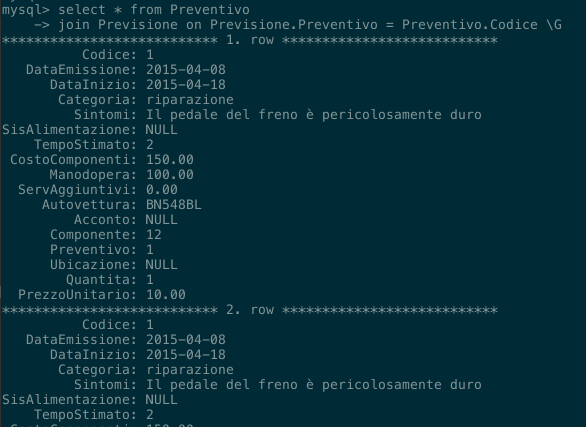 mysql> select * from Preventivo
-> join Previsione on Previsione.Preventivo = Preventivo.Codice \G
*************************** 1. row ***************************
Codice: 1
DataEmissione: 2015-04-08
DataInizio: 2015-04-18
Categoria: riparazione
Sintomi: Il pedale del freno è pericolosamente duro
SisAlimentazione: NULL
TempoStimato: 2
CostoComponenti: 150.00
Manodopera: 100.00
ServAggiuntivi: 0.00
Autovettura: BN548BL
Acconto: NULL
Componente: 12
Preventivo: 1
Ubicazione: NULL
Quantita: 1
PrezzoUnitario: 10.00
*************************** 2. row ***************************
Codice: 1
DataEmissione: 2015-04-08
DataInizio: 2015-04-18
Categoria: riparazione
Sintomi: Il pedale del freno è pericolosamente duro
SisAlimentazione: NULL
TempoStimato: 2
CostoComponenti: 150.00